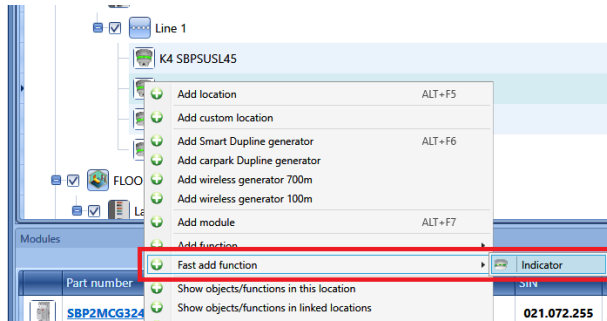 Line 1
K4 SBPSUSL45
Add location ALT+F5
Add custom location
Add Smart Dupline generator ALT+F6
Add carpark Dupline generator
Add wireless generator 700m
Add wireless generator 100m
FLOO
Add module ALT+F7
Modules
Add function
Fast add function Indicator
Part number SIN
Show objects/functions in this location
Show objects/functions in linked locations
SBP2MCG324 021.072.255